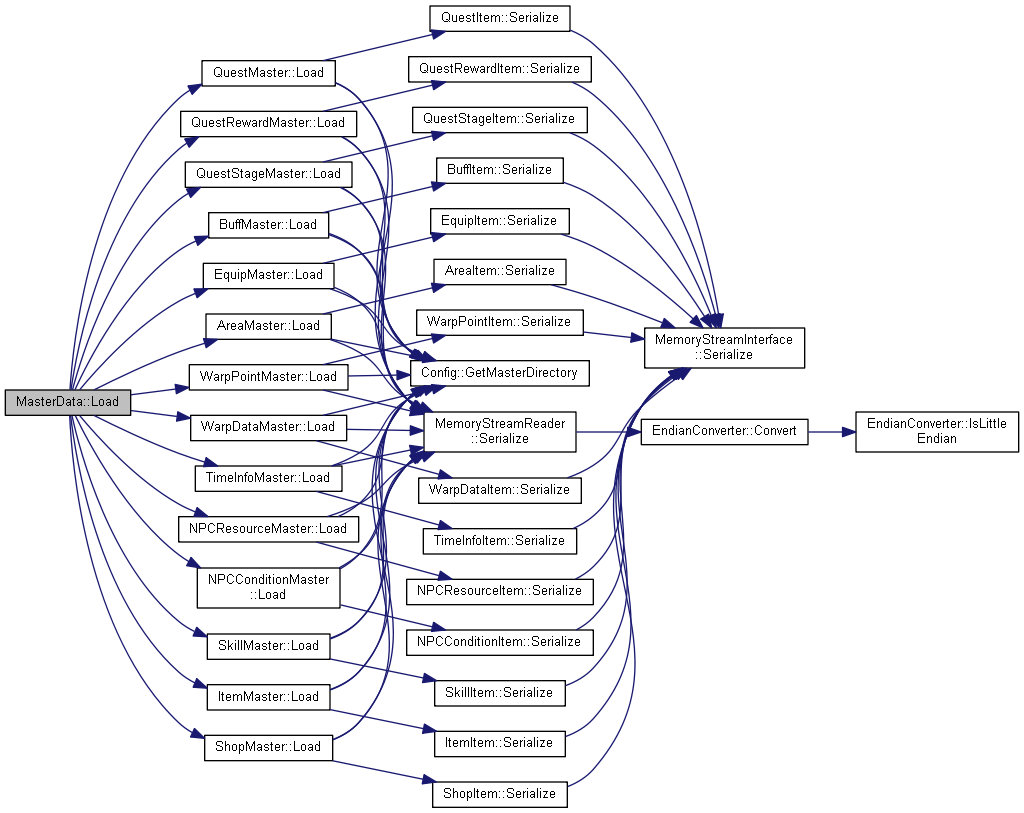 MasterData::Load
QuestMaster::Load
QuestRewardMaster::Load
QuestStageMaster::Load
BuffMaster::Load
EquipMaster::Load
AreaMaster::Load
WarpPointMaster::Load
WarpDataMaster::Load
TimeInfoMaster::Load
NPCResourceMaster::Load
NPCConditionMaster
::Load
SkillMaster::Load
ItemMaster::Load
ShopMaster::Load
QuestItem::Serialize
QuestRewardItem::Serialize
QuestStageItem::Serialize
BuffItem::Serialize
EquipItem::Serialize
AreaItem::Serialize
WarpPointItem::Serialize
Config::GetMasterDirectory
MemoryStreamReader
::Serialize
WarpDataItem::Serialize
TimeInfoItem::Serialize
NPCResourceItem::Serialize
NPCConditionItem::Serialize
SkillItem::Serialize
ItemItem::Serialize
ShopItem::Serialize
MemoryStreamInterface
::Serialize
EndianConverter::Convert
EndianConverter::IsLittle
Endian